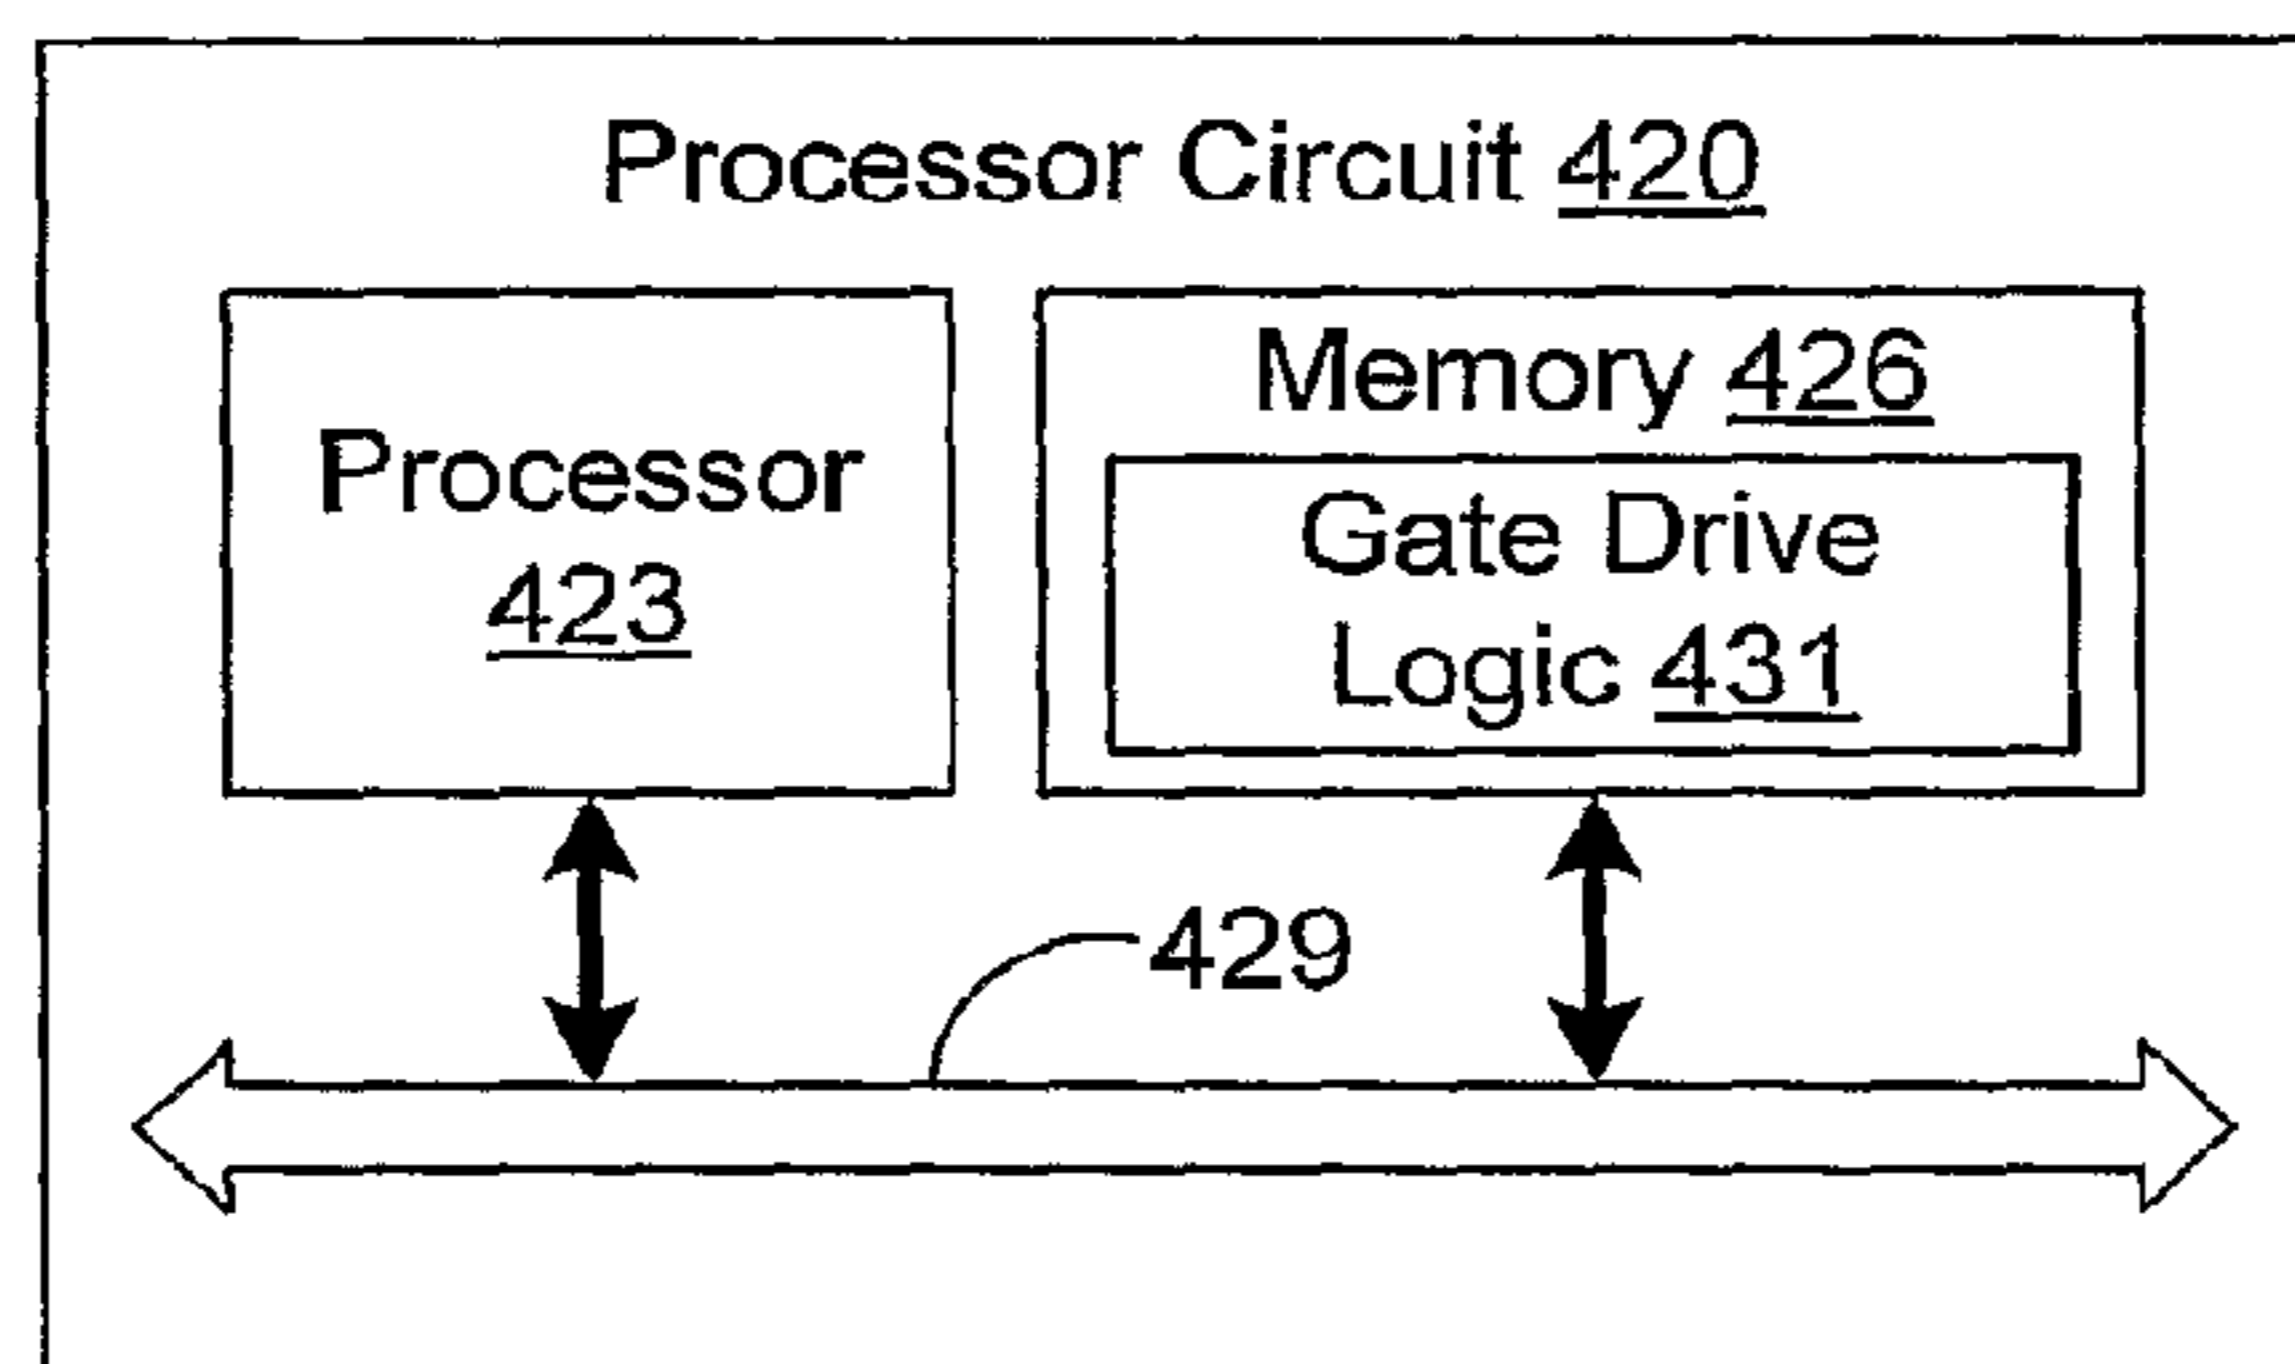 Processor Circuit 420
Processor
423
Memory 426
Gate Drive
Logic 431
429